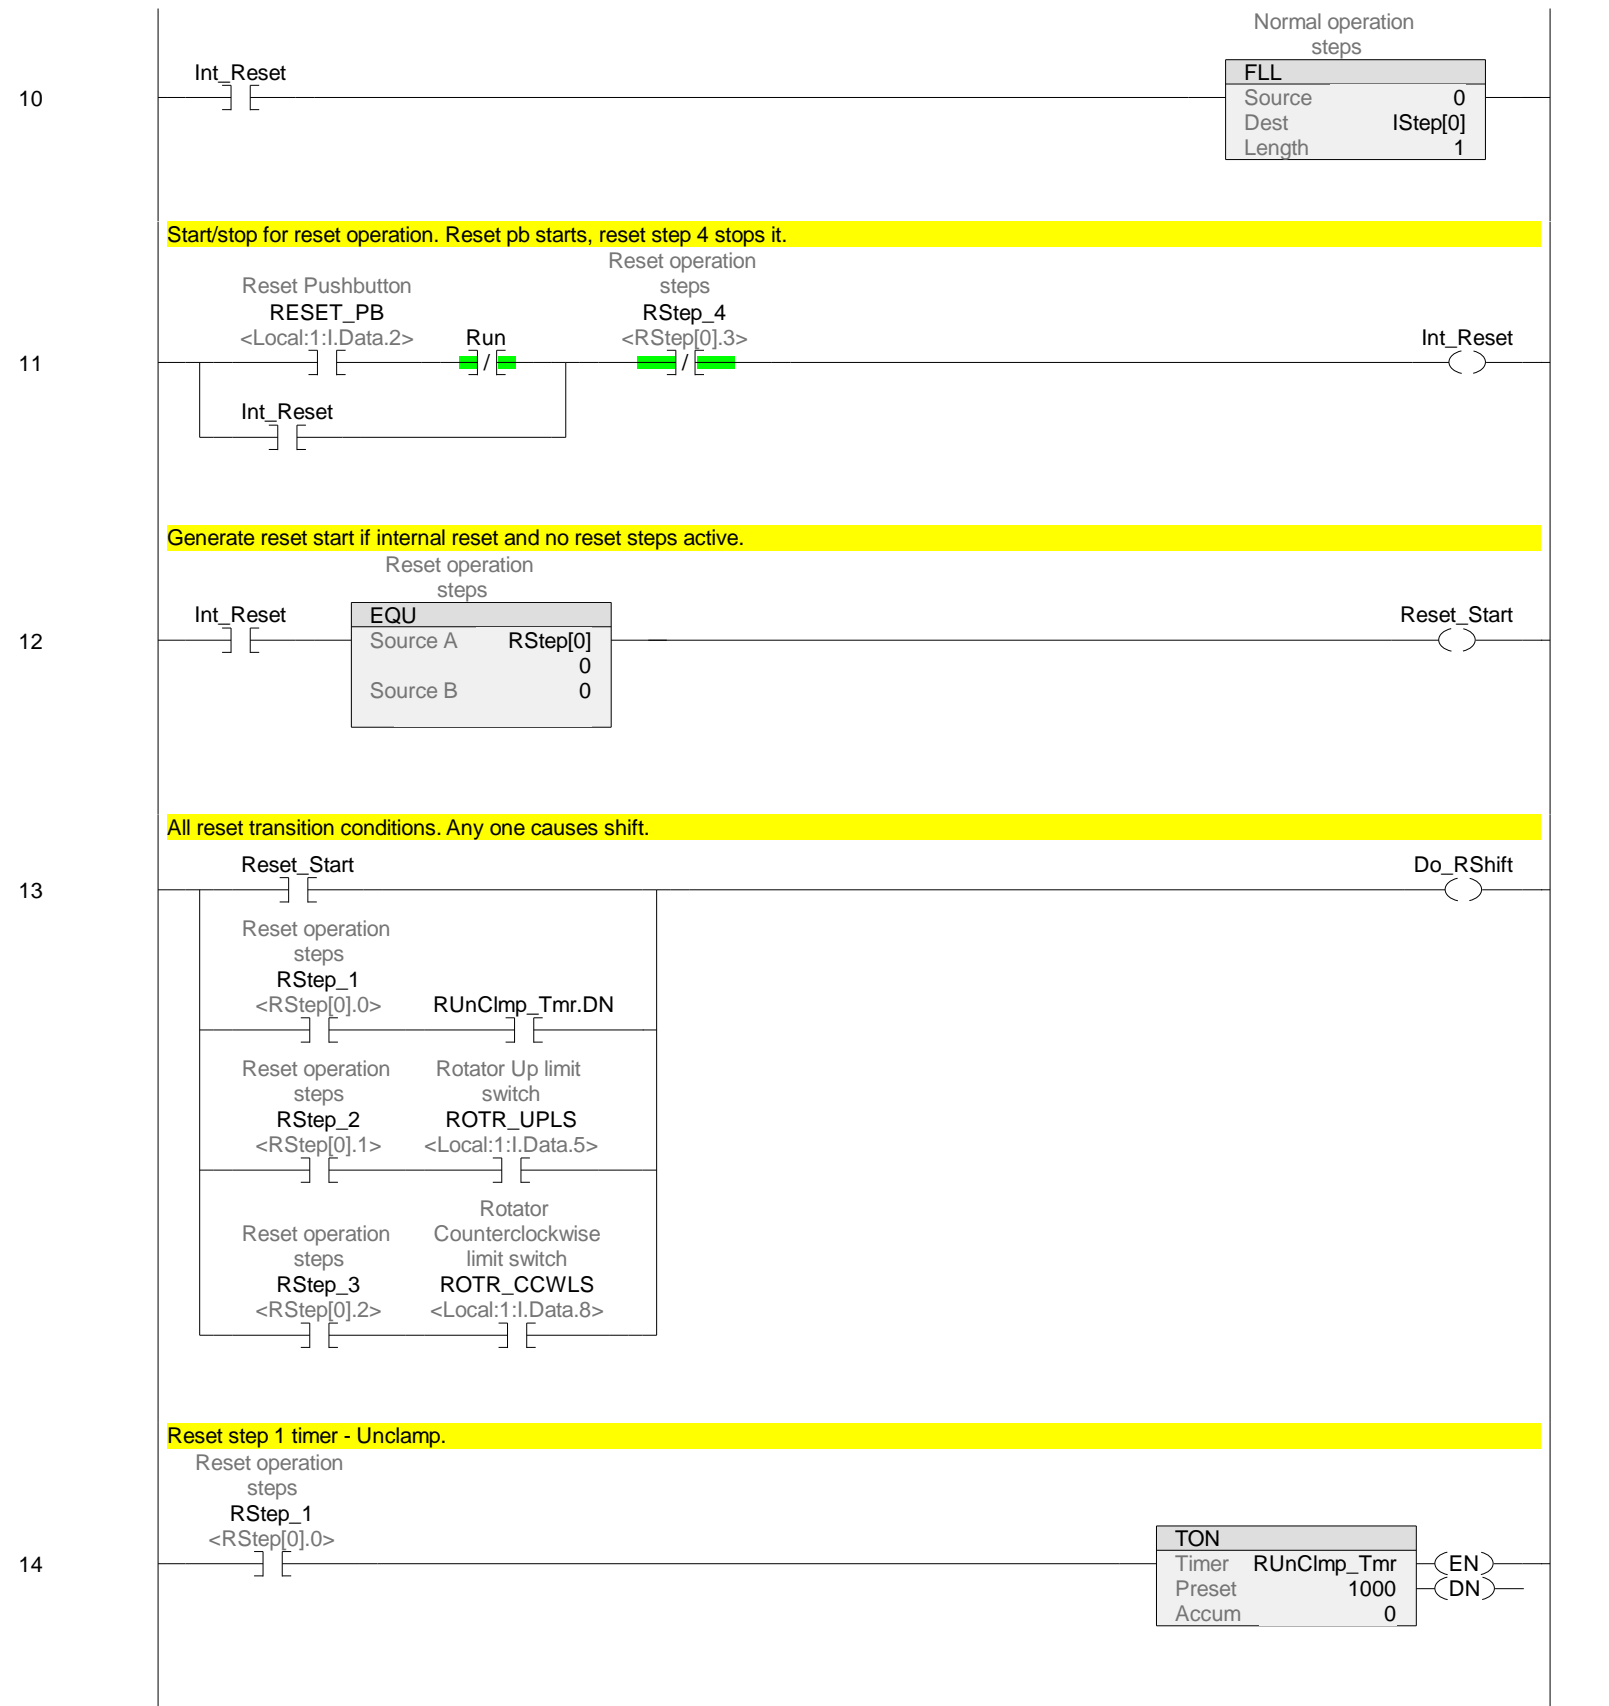 Normal operation
steps
Int_Reset
FLL
10
Source 0
Dest IStep[0]
Length 1
Start/stop for reset operation. Reset pb starts, reset step 4 stops it.
Reset operation
Reset Pushbutton steps
RESET_PB RStep_4
<Local:1:I.Data.2> Run <RStep[0].3> Int_Reset
11 / /
Int_Reset
Generate reset start if internal reset and no reset steps active.
Reset operation
steps
Int_Reset EQU Reset_Start
12 Source A RStep[0]
0
Source B 0
All reset transition conditions. Any one causes shift.
Reset_Start Do_RShift
13
Reset operation
steps
RStep_1
<RStep[0].0> RUnClmp_Tmr.DN
Reset operation Rotator Up limit
steps switch
RStep_2 ROTR_UPLS
<RStep[0].1> <Local:1:I.Data.5>
Rotator
Reset operation Counterclockwise
steps limit switch
RStep_3 ROTR_CCWLS
<RStep[0].2> <Local:1:I.Data.8>
Reset step 1 timer - Unclamp.
Reset operation
steps
RStep_1
<RStep[0].0> TON
14 Timer RUnClmp_Tmr EN
Preset 1000 DN
Accum 0